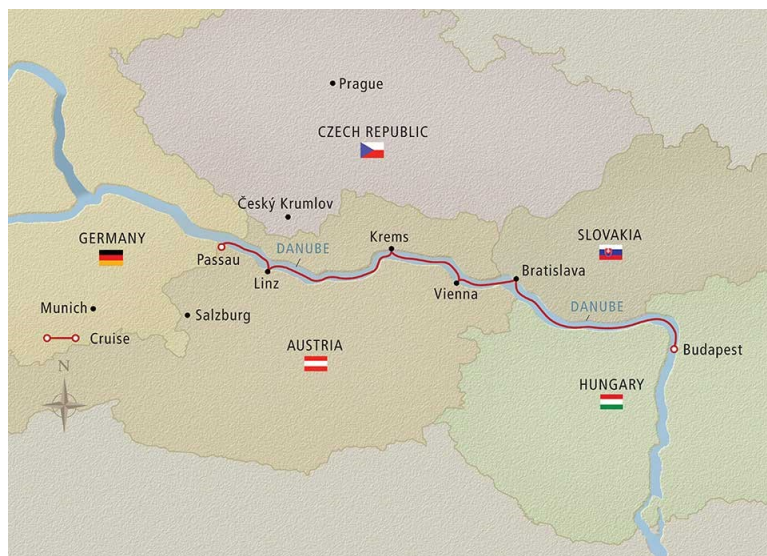 Prague
CZECH REPUBLIC
Český Krumlov
GERMANY
Passau
DANUBE
Linz
Krems
SLOVAKIA
Bratislava
Vienna
Munich
Salzburg
DANUBE
Cruise
AUSTRIA
Budapest
N
HUNGARY